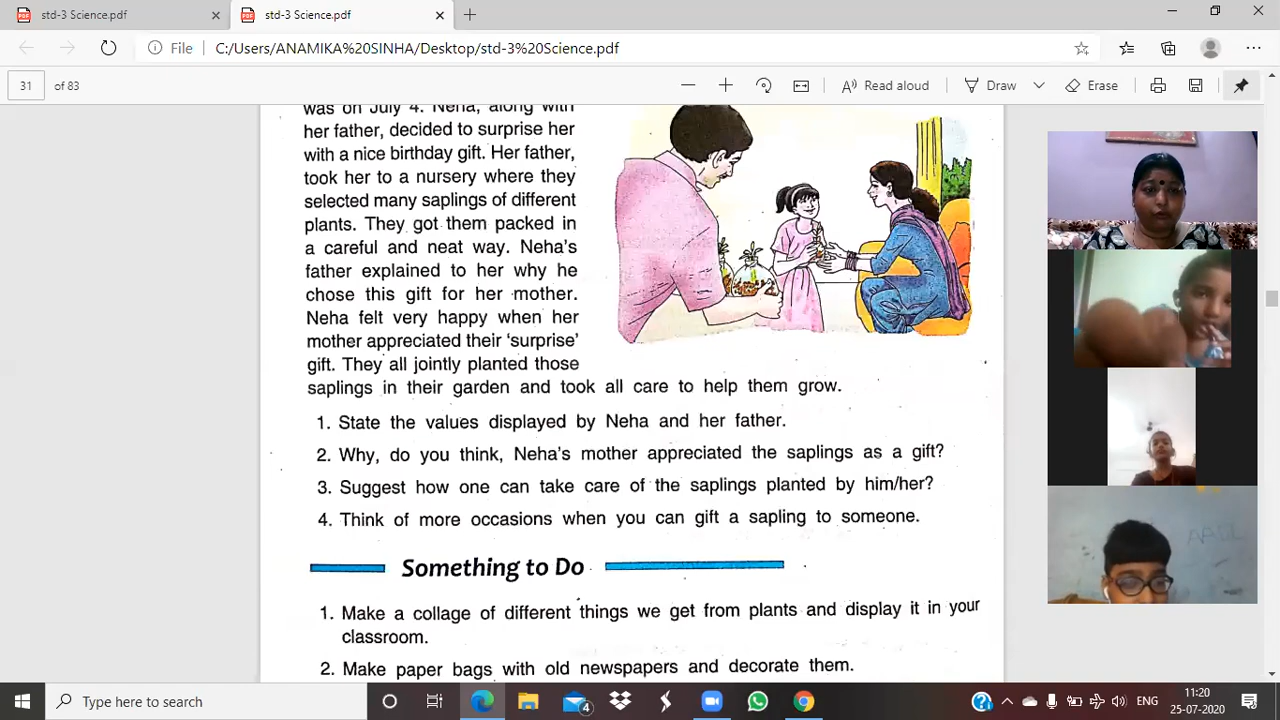 std-3 Science.pdf
std-3 Science.pdf
File
C:/Users/ANAMIKA%20SINHA/Desktop/std-3%20Science.pdf
31 of 83
Read aloud
Draw
Erase
was on July 4. Neha, along with
her father, decided to surprise her
with a nice birthday gift. Her father,
took her to a nursery where they
selected many saplings of different
plants. They got them packed in
a careful and neat way. Neha's
father explained to her why he
chose this gift for her mother.
Neha felt very happy when her
mother appreciated their 'surprise'
gift. They all jointly planted those
saplings in their garden and took all care to help them grow.
1. State the values displayed by Neha and her father.
2. Why, do you think, Neha's mother appreciated the saplings as a gift?
3. Suggest how one can take care of the saplings planted by him/her?
4. Think of more occasions when you can gift a sapling to someone.
Something to Do
1. Make a collage of different things we get from plants and display it in your
classroom.
2. Make paper bags with old newspapers and decorate them.
Type here to search
4
ENG
11:20
25-07-2020